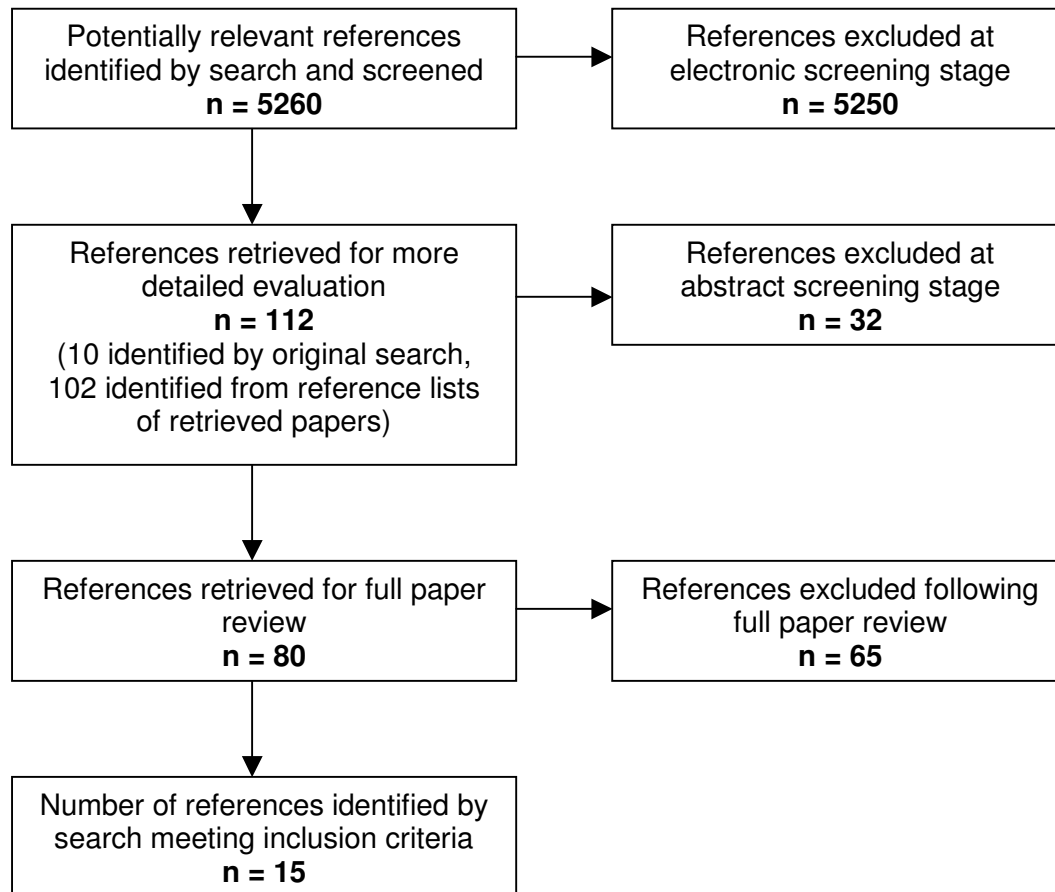 Potentially relevant references
identified by search and screened
n = 5260
References excluded at
electronic screening stage
n = 5250
References retrieved for more
detailed evaluation
n = 112
(10 identified by original search,
102 identified from reference lists
of retrieved papers)
References excluded at
abstract screening stage
n = 32
References retrieved for full paper
review
n = 80
References excluded following
full paper review
n = 65
Number of references identified by
search meeting inclusion criteria
n = 15